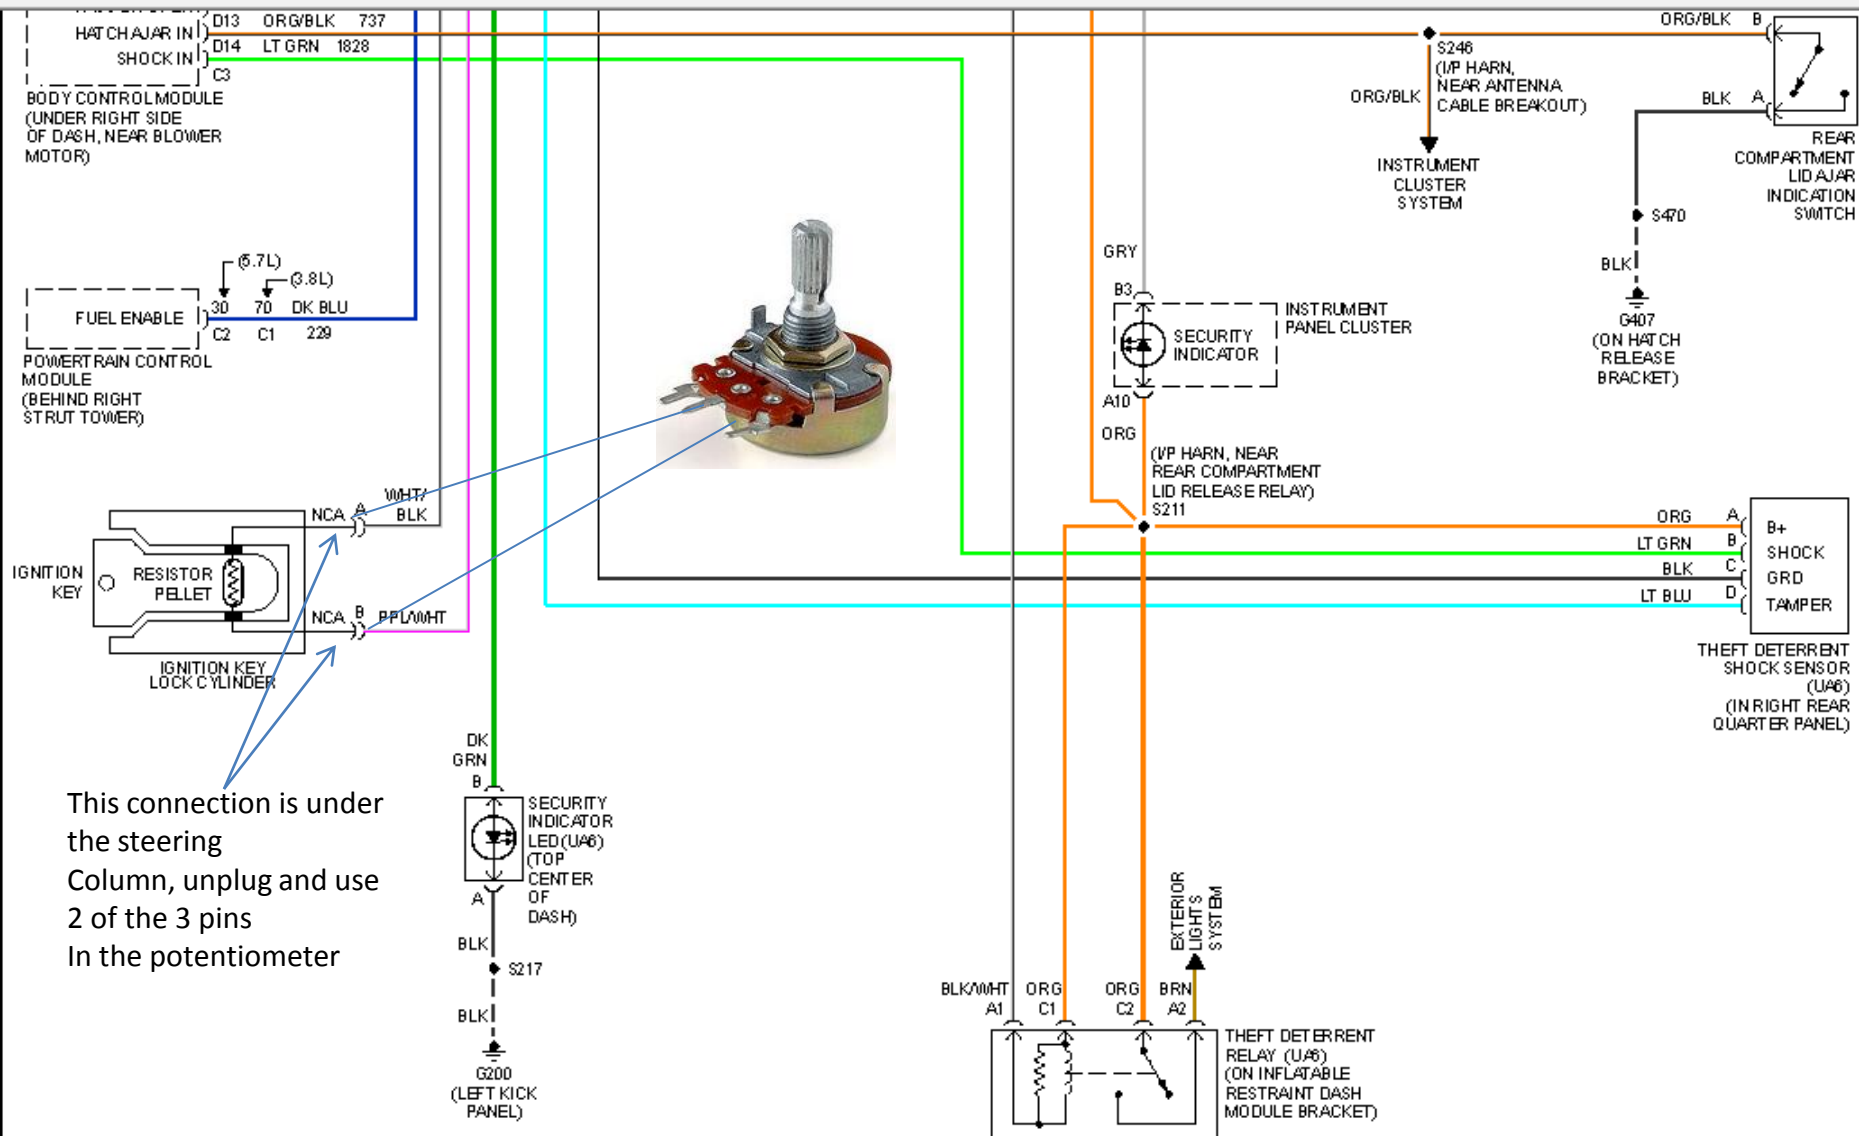 D13 ORG/BLK 737
HATCH AJAR IN
D14 LT GRN 1828
SHOCK IN
C3
BODY CONTROL MODULE
(UNDER RIGHT SIDE
OF DASH, NEAR BLOWER
MOTOR)
ORG/BLK B
S246
(I/P HARN,
NEAR ANTENNA
CABLE BREAKOUT)
ORG/BLK
INSTRUMENT
CLUSTER
SYSTEM
BLK A
REAR
COMPARTMENT
LID AJAR
INDICATION
SWITCH
S470
BLK
G407
(ON HATCH
RELEASE
BRACKET)
(5.7L)
(3.8L)
FUEL ENABLE
30 70 DK BLU
C2 C1 229
POWERTRAIN CONTROL
MODULE
(BEHIND RIGHT
STRUT TOWER)
GRY
B3
SECURITY
INDICATOR
INSTRUMENT
PANEL CLUSTER
A10
ORG
(I/P HARN, NEAR
REAR COMPARTMENT
LID RELEASE RELAY)
S211
WHT/
BLK
NCA A
IGNITION
KEY
RESISTOR
PELLET
NCA B PPL/WHT
IGNITION KEY
LOCK CYLINDER
ORG A
B+
LT GRN B
SHOCK
BLK C
GRD
LT BLU D
TAMPER
THEFT DETERRENT
SHOCK SENSOR
(UA6)
(IN RIGHT REAR
QUARTER PANEL)
This connection is under
the steering
Column, unplug and use
2 of the 3 pins
In the potentiometer
DK
GRN
B
SECURITY
INDICATOR
LED (UA6)
(TOP
CENTER
OF
DASH)
A
BLK
S217
BLK
G200
(LEFT KICK
PANEL)
EXTERIOR
LIGHTS
SYSTEM
BLK/WHT ORG ORG BRN
A1 C1 C2 A2
THEFT DETERRENT
RELAY (UA6)
(ON INFLATABLE
RESTRAINT DASH
MODULE BRACKET)